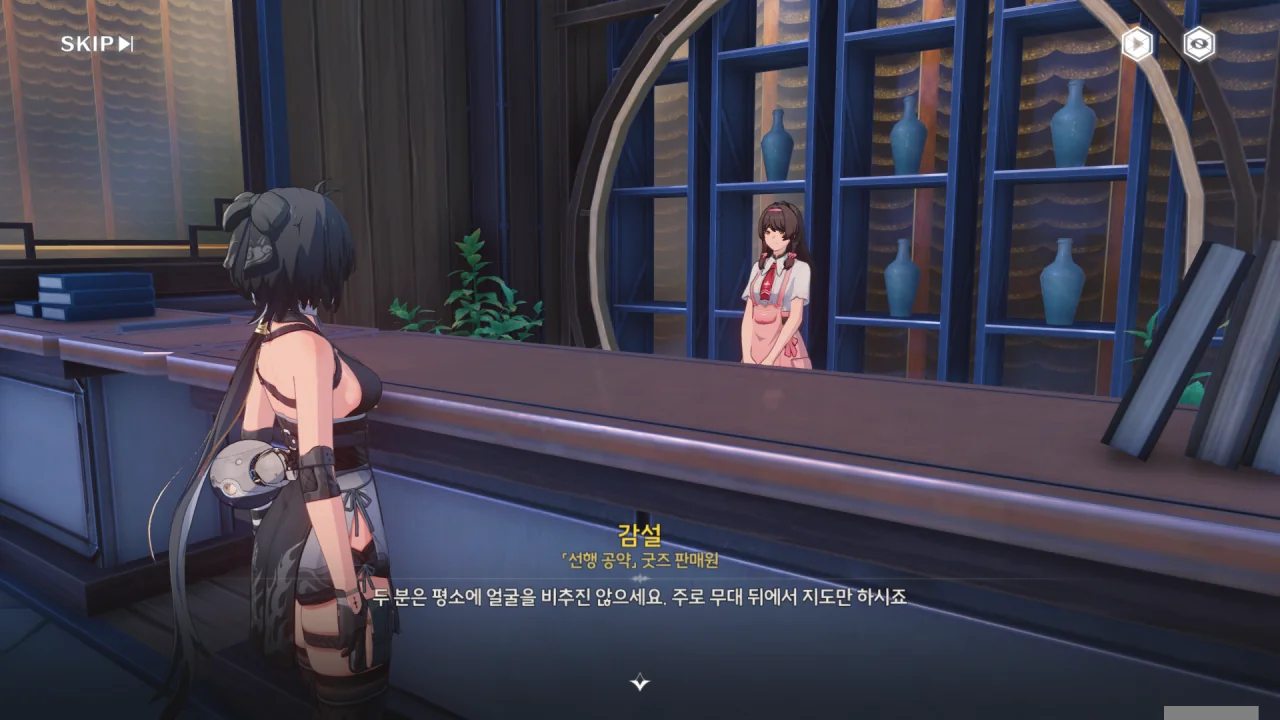 SKIP
감설
「선행 공약」 굿즈 판매원
두 분은 평소에 얼굴을 비추진 않으세요. 주로 무대 뒤에서 지도만 하시죠